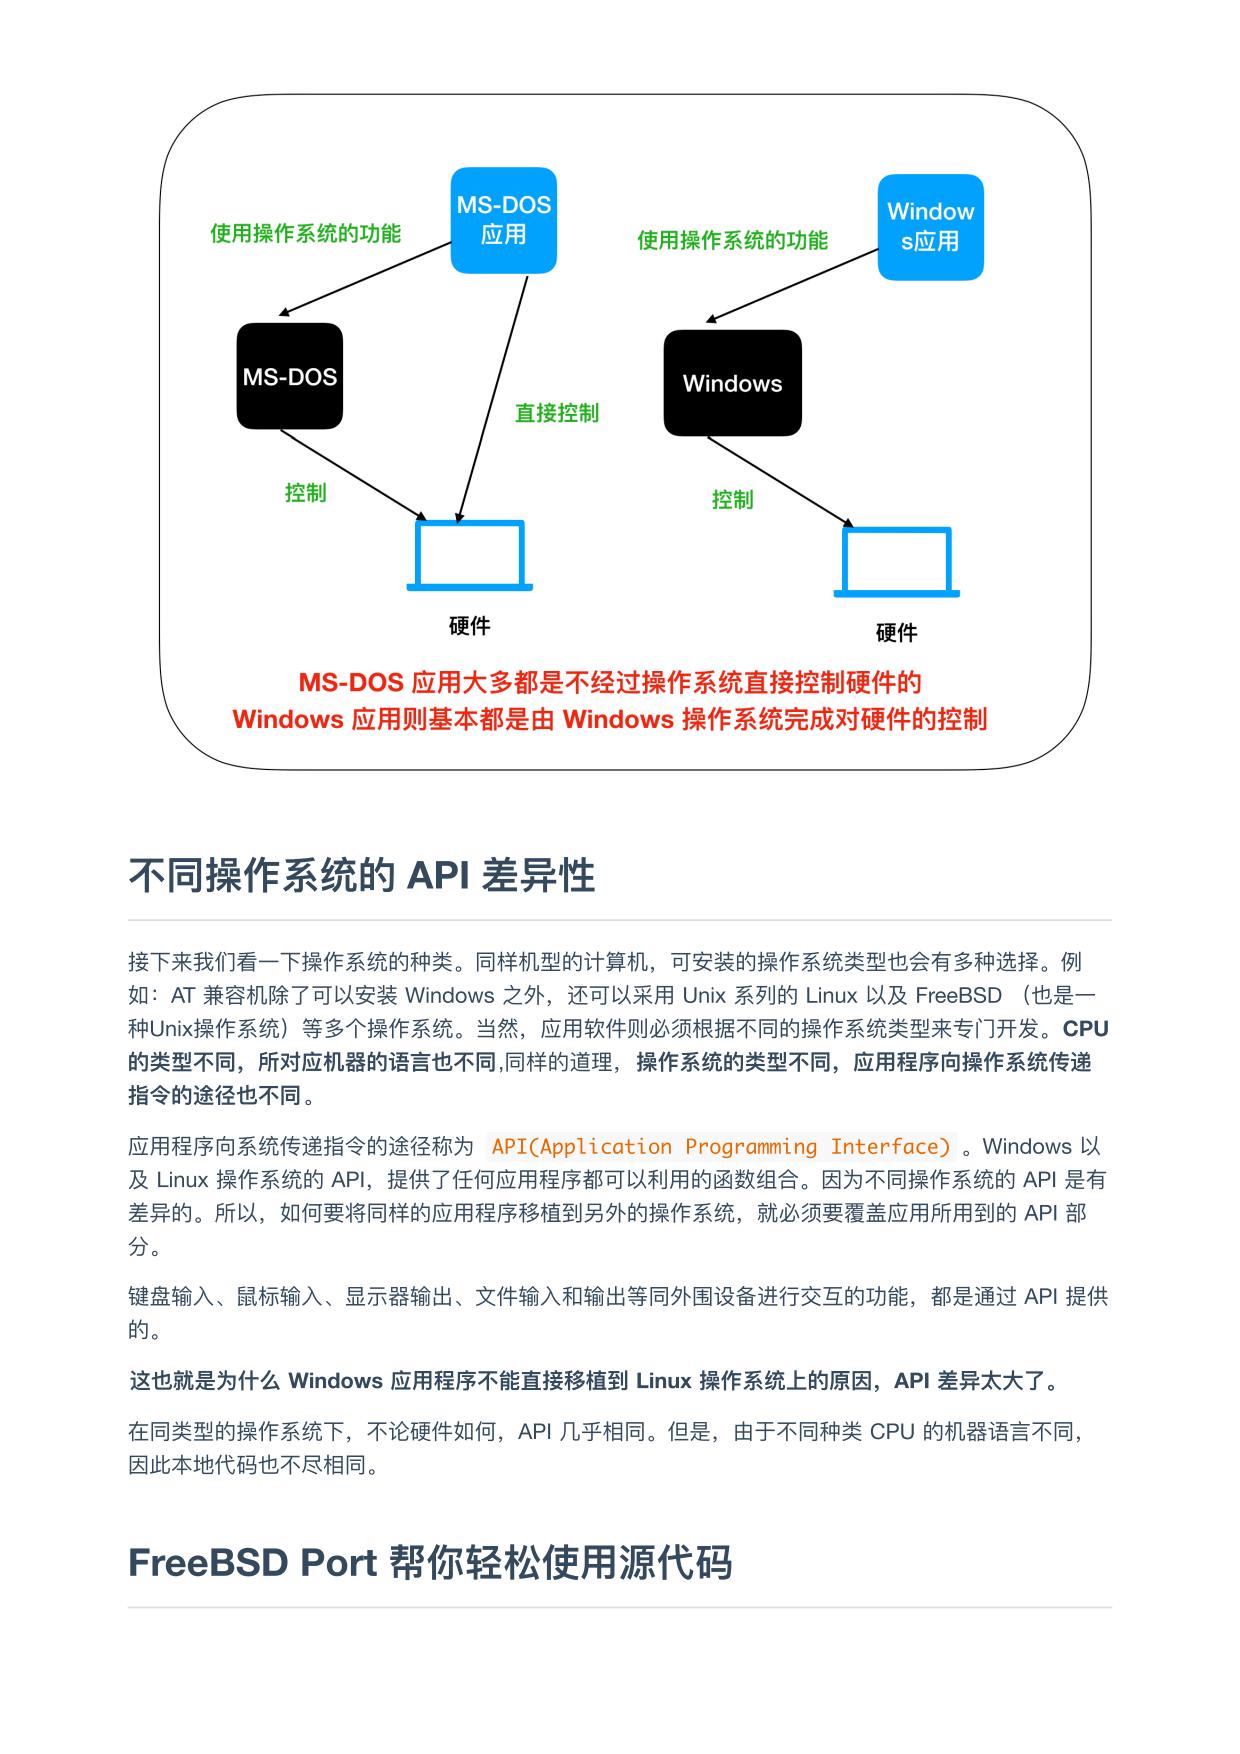 MS-DOS
应用
使用操作系统的功能
MS-DOS
直接控制
控制
硬件
Window
s应用
使用操作系统的功能
Windows
控制
硬件
MS-DOS 应用大多都是不经过操作系统直接控制硬件的
Windows 应用则基本都是由 Windows 操作系统完成对硬件的控制
不同操作系统的 API 差异性
接下来我们看一下操作系统的种类。同样机型的计算机，可安装的操作系统类型也会有多种选择。例
如：AT 兼容机除了可以安装 Windows 之外，还可以采用 Unix 系列的 Linux 以及 FreeBSD （也是一
种Unix操作系统）等多个操作系统。当然，应用软件则必须根据不同的操作系统类型来专门开发。CPU
的类型不同，所对应机器的语言也不同,同样的道理，操作系统的类型不同，应用程序向操作系统传递
指令的途径也不同。
应用程序向系统传递指令的途径称为 API(Application Programming Interface) 。Windows 以
及 Linux 操作系统的 API，提供了任何应用程序都可以利用的函数组合。因为不同操作系统的 API 是有
差异的。所以，如何要将同样的应用程序移植到另外的操作系统，就必须要覆盖应用所用到的 API 部
分。
键盘输入、鼠标输入、显示器输出、文件输入和输出等同外围设备进行交互的功能，都是通过 API 提供
的。
这也就是为什么 Windows 应用程序不能直接移植到 Linux 操作系统上的原因，API 差异太大了。
在同类型的操作系统下，不论硬件如何，API 几乎相同。但是，由于不同种类 CPU 的机器语言不同，
因此本地代码也不尽相同。
FreeBSD Port 帮你轻松使用源代码